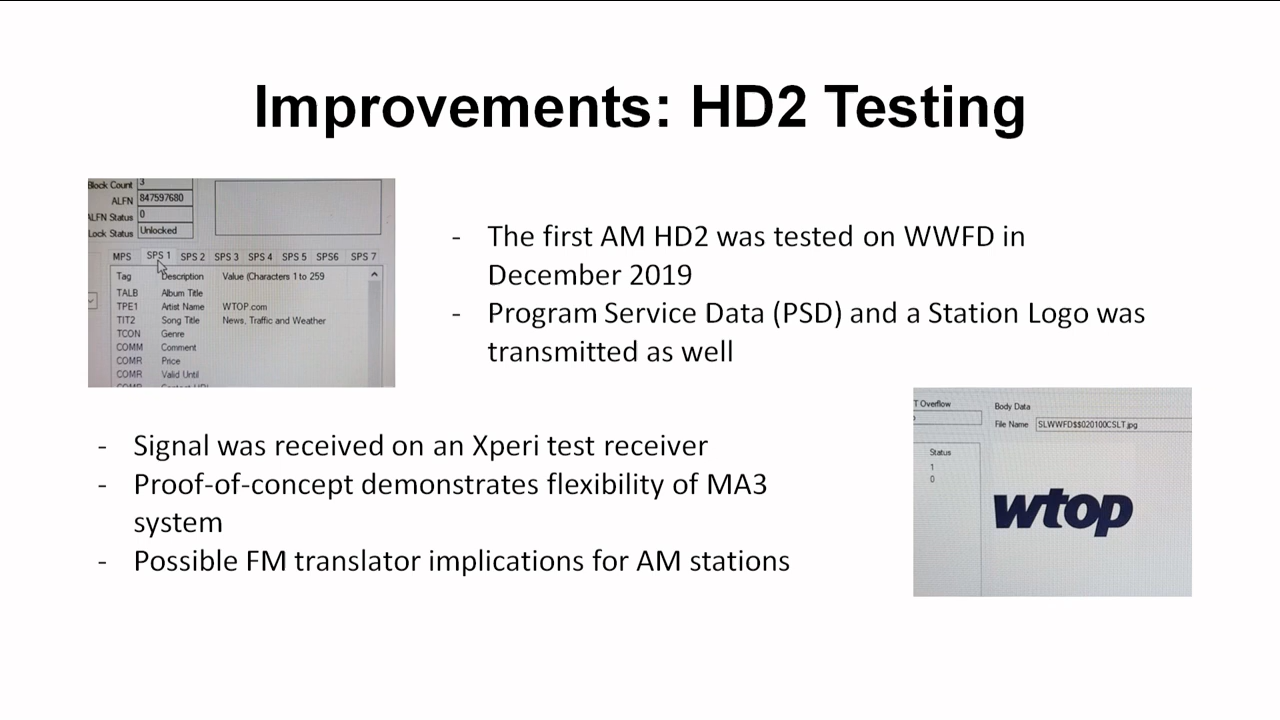 Improvements: HD2 Testing
Block Count 3
ALFN 847597680
ALFN Status 0
Lock Status Unlocked
MPS SPS 1 SPS 2 SPS 3 SPS 4 SPS 5 SPS6 SPS 7
Tag Description Value (Characters 1 to 259
TALB Album Title
TPE1 Artist Name WTOP.com
TIT2 Song Title News, Traffic and Weather
TCON Genre
COMM Comment
COMR Price
COMR Valid Until
- The first AM HD2 was tested on WWFD in
December 2019
- Program Service Data (PSD) and a Station Logo was
transmitted as well
- Signal was received on an Xperi test receiver
- Proof-of-concept demonstrates flexibility of MA3
system
- Possible FM translator implications for AM stations
T Overflow
Body Data
File Name SLWWFD$$020100CSLT.jpg
Status
1
0
wtop